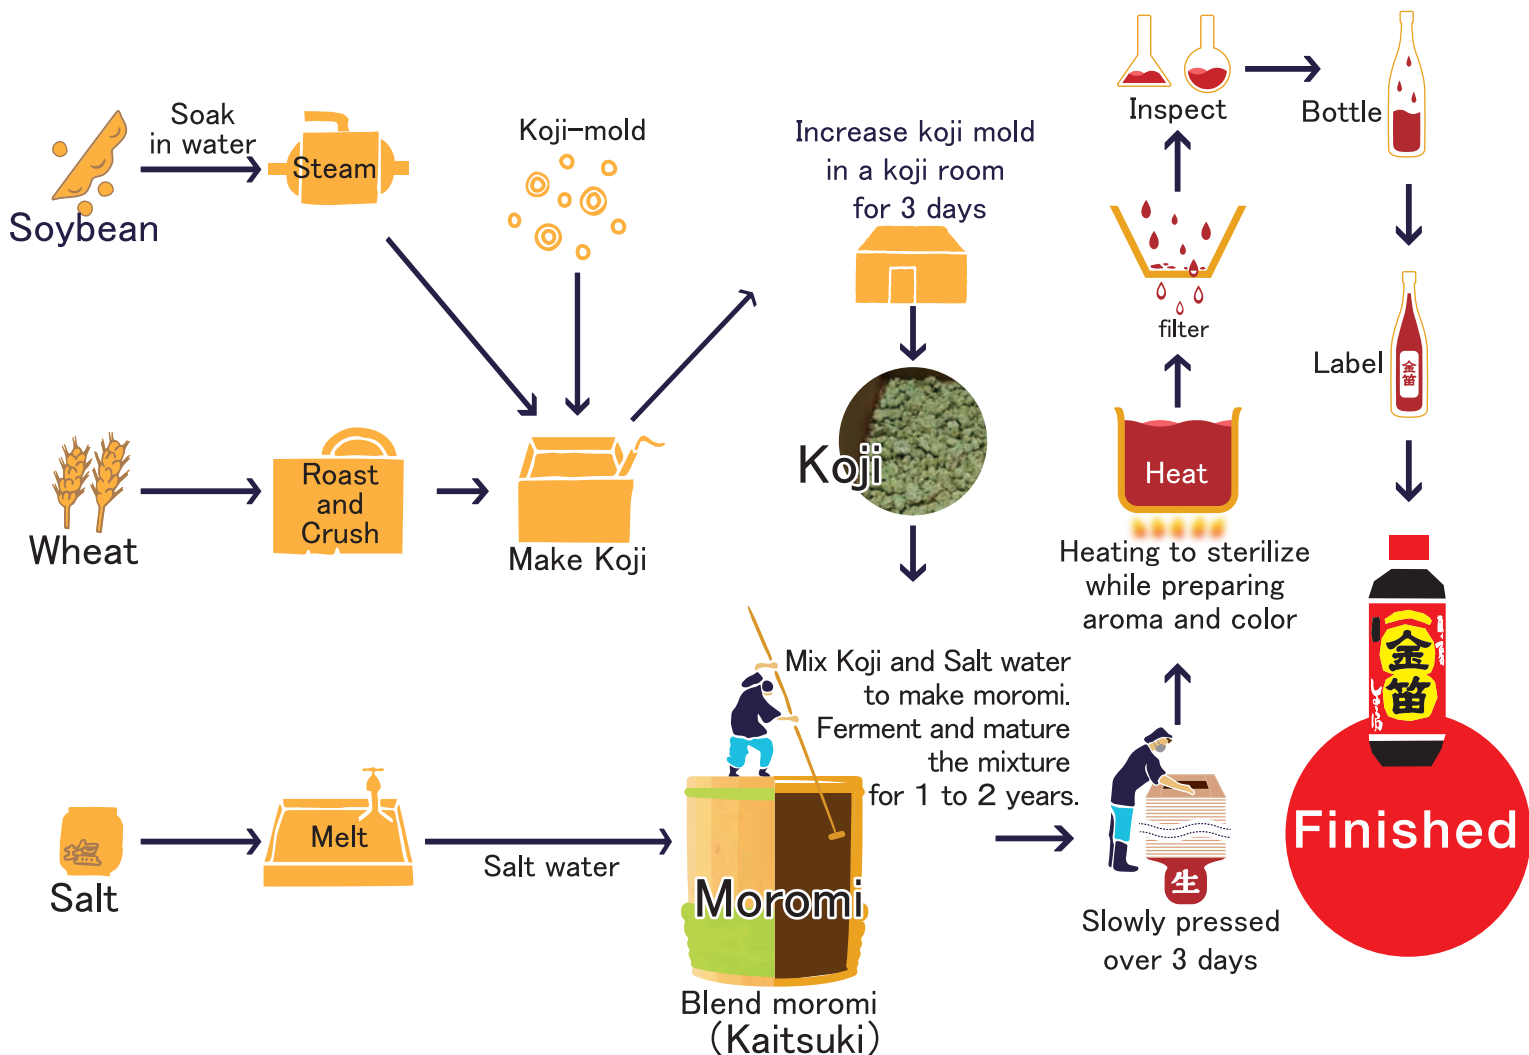 Soybean
Soak
in water
Steam
Koji-mold
Wheat
Roast
and
Crush
Make Koji
Increase koji mold
in a koji room
for 3 days
Koji
Salt
塩
Melt
Salt water
Mix Koji and Salt water
to make moromi.
Ferment and mature
the mixture
for 1 to 2 years.
Moromi
Blend moromi
(Kaitsuki)
生
Slowly pressed
over 3 days
Heat
Heating to sterilize
while preparing
aroma and color
filter
Inspect
Bottle
Label
金笛
金笛
Finished